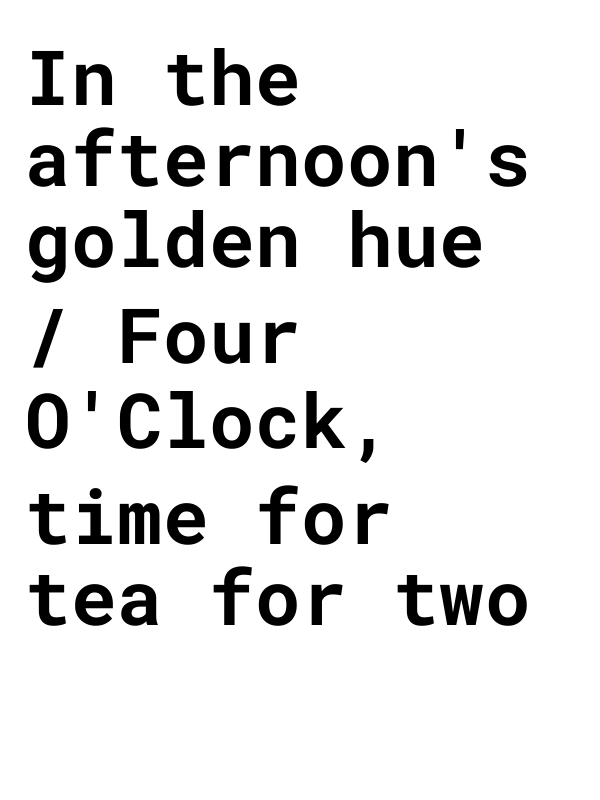 In the
afternoon's
golden hue
/ Four
O'Clock,
time for
tea for two